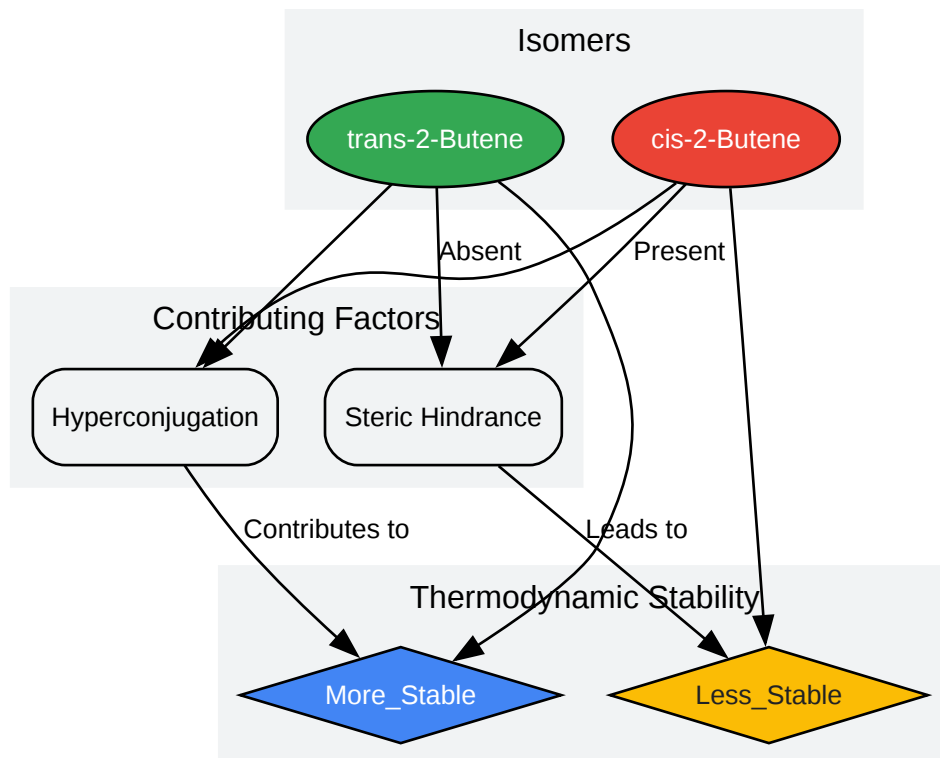 Isomers
trans-2-Butene
cis-2-Butene
Absent
Present
Contributing Factors
Hyperconjugation
Steric Hindrance
Contributes to
Leads to
Thermodynamic Stability
More_Stable
Less_Stable